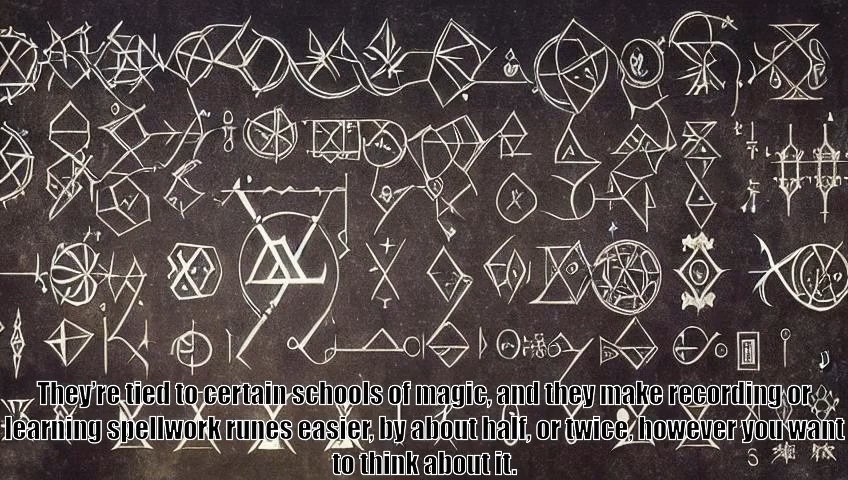 They're tied to certain schools of magic, and they make recording or
learning spellwork runes easier, by about half, or twice, however you want
to think about it.